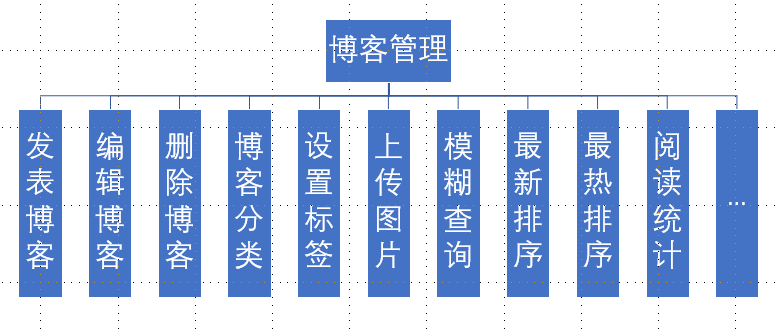 博客管理
发表博客
编辑博客
删除博客
博客分类
设置标签
上传图片
模糊查询
最新排序
最热排序
阅读统计
...